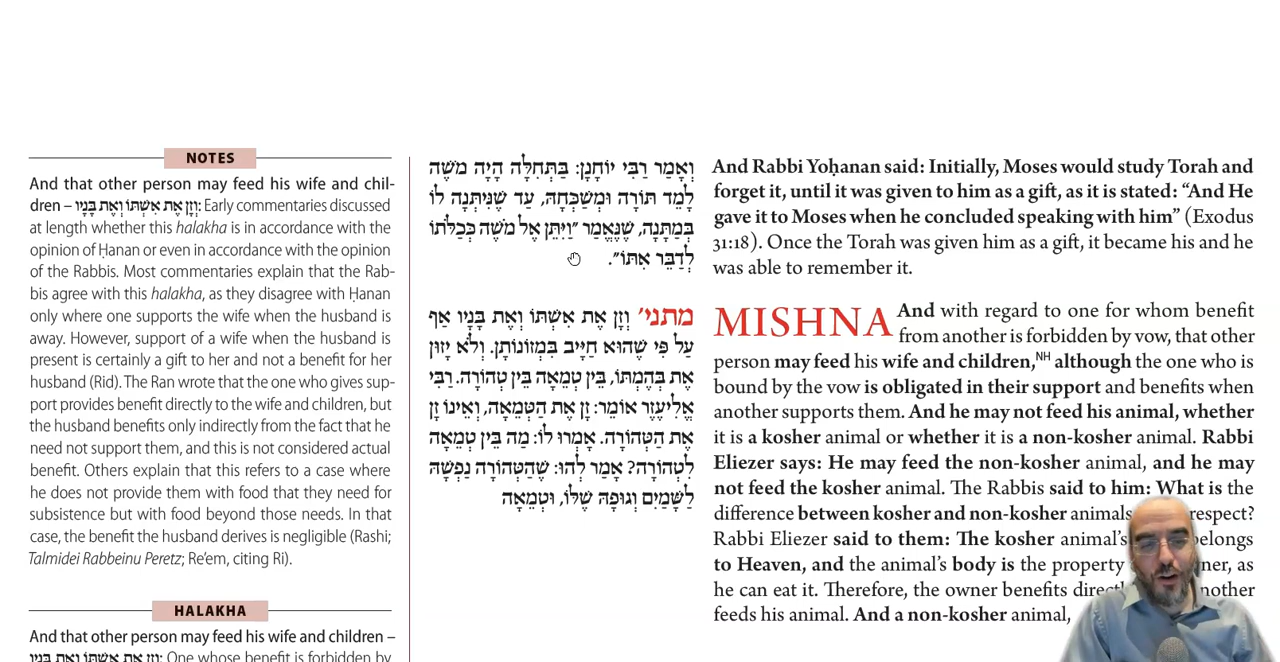 NOTES
And that other person may feed his wife and chil-
dren – וְזָן אֶת אִשְׁתּוֹ וְאֶת בָּנָיו: Early commentaries discussed
at length whether this halakha is in accordance with the
opinion of Ḥanan or even in accordance with the opinion
of the Rabbis. Most commentaries explain that the Rab-
bis agree with this halakha, as they disagree with Ḥanan
only where one supports the wife when the husband is
away. However, support of a wife when the husband is
present is certainly a gift to her and not a benefit for her
husband (Rid). The Ran wrote that the one who gives sup-
port provides benefit directly to the wife and children, but
the husband benefits only indirectly from the fact that he
need not support them, and this is not considered actual
benefit. Others explain that this refers to a case where
he does not provide them with food that they need for
subsistence but with food beyond those needs. In that
case, the benefit the husband derives is negligible (Rashi;
Talmidei Rabbeinu Peretz; Re'em, citing Ri).
HALAKHA
And that other person may feed his wife and children –
וְזָן אֶת אִשְׁתּוֹ וְאֶת בָּנָיו: One whose benefit is forbidden by
וְאָמַר רַבִּי יוֹחָנָן: בַּתְּחִלָּה הָיָה מֹשֶׁה
לָמֵד תּוֹרָה וּמְשַׁכְּחָהּ, עַד שֶׁנִּיתְּנָה לוֹ
בְּמַתָּנָה, שֶׁנֶּאֱמַר ״וַיִּתֵּן אֶל מֹשֶׁה כְּכַלֹּתוֹ
לְדַבֵּר אִתּוֹ״.
מתני׳ וְזָן אֶת אִשְׁתּוֹ וְאֶת בָּנָיו אַף
עַל פִּי שֶׁהוּא חַיָּיב בִּמְזוֹנוֹתָן. וְלֹא יָזוּן
אֶת בְּהֶמְתּוֹ, בֵּין טְמֵאָה בֵּין טְהוֹרָה. רַבִּי
אֱלִיעֶזֶר אוֹמֵר: זָן אֶת הַטְּמֵאָה, וְאֵינוֹ זָן
אֶת הַטְּהוֹרָה. אָמְרוּ לוֹ: מַה בֵּין טְמֵאָה
לִטְהוֹרָה? אָמַר לְהוּ: שֶׁהַטְּהוֹרָה נַפְשָׁהּ
לַשָּׁמַיִם וְגוּפָהּ שֶׁלּוֹ, וּטְמֵאָה
And Rabbi Yoḥanan said: Initially, Moses would study Torah and
forget it, until it was given to him as a gift, as it is stated: “And He
gave it to Moses when he concluded speaking with him” (Exodus
31:18). Once the Torah was given him as a gift, it became his and he
was able to remember it.
MISHNA And with regard to one for whom benefit
from another is forbidden by vow, that other
person may feed his wife and children,NH although the one who is
bound by the vow is obligated in their support and benefits when
another supports them. And he may not feed his animal, whether
it is a kosher animal or whether it is a non-kosher animal. Rabbi
Eliezer says: He may feed the non-kosher animal, and he may
not feed the kosher animal. The Rabbis said to him: What is the
difference between kosher and non-kosher animals respect?
Rabbi Eliezer said to them: The kosher animal's
to Heaven, and the animal's body is the property as
he can eat it. Therefore, the owner benefits
feeds his animal. And a non-kosher animal,